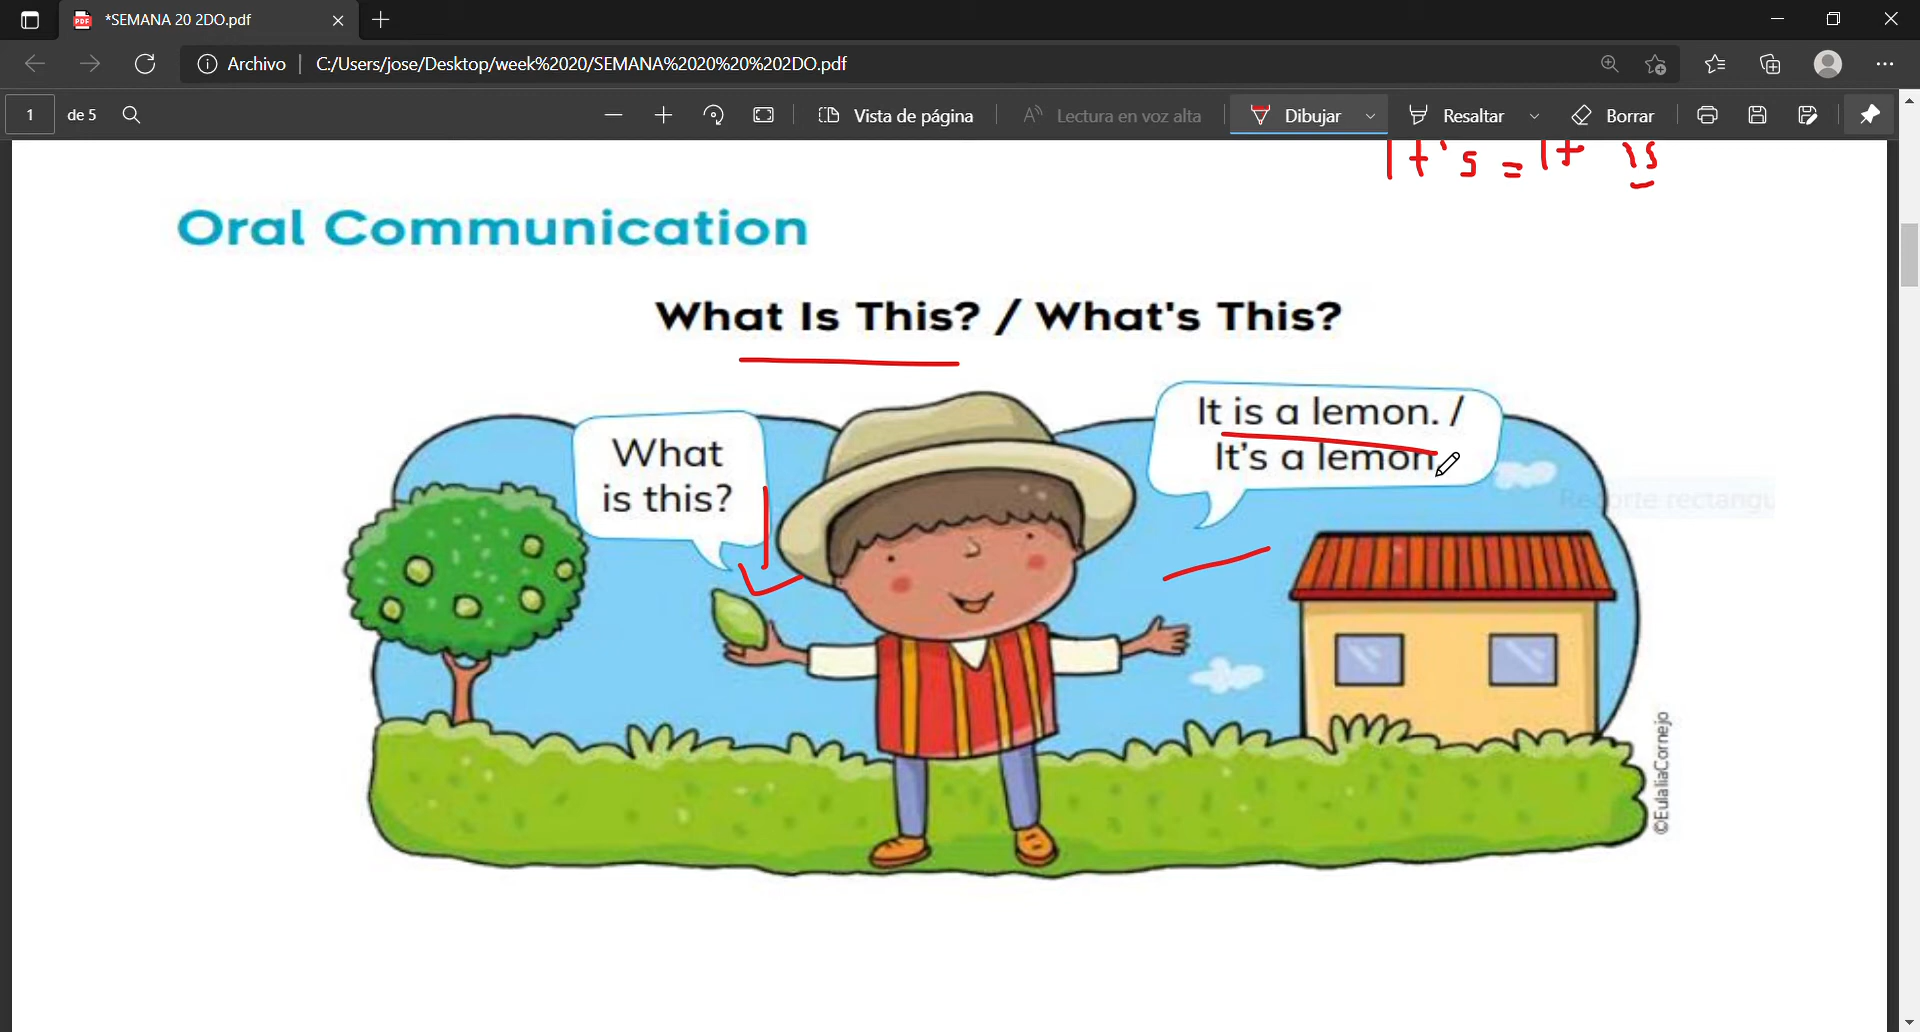 *SEMANA 20 2DO.pdf
Archivo | C:/Users/jose/Desktop/week%2020/SEMANA%2020%20%202DO.pdf
1 de 5
Vista de página
Lectura en voz alta
Dibujar
Resaltar
Borrar
It's = It is
Oral Communication
What Is This? / What's This?
What
is this?
It is a lemon. /
It's a lemon
©EulaliaCornejo